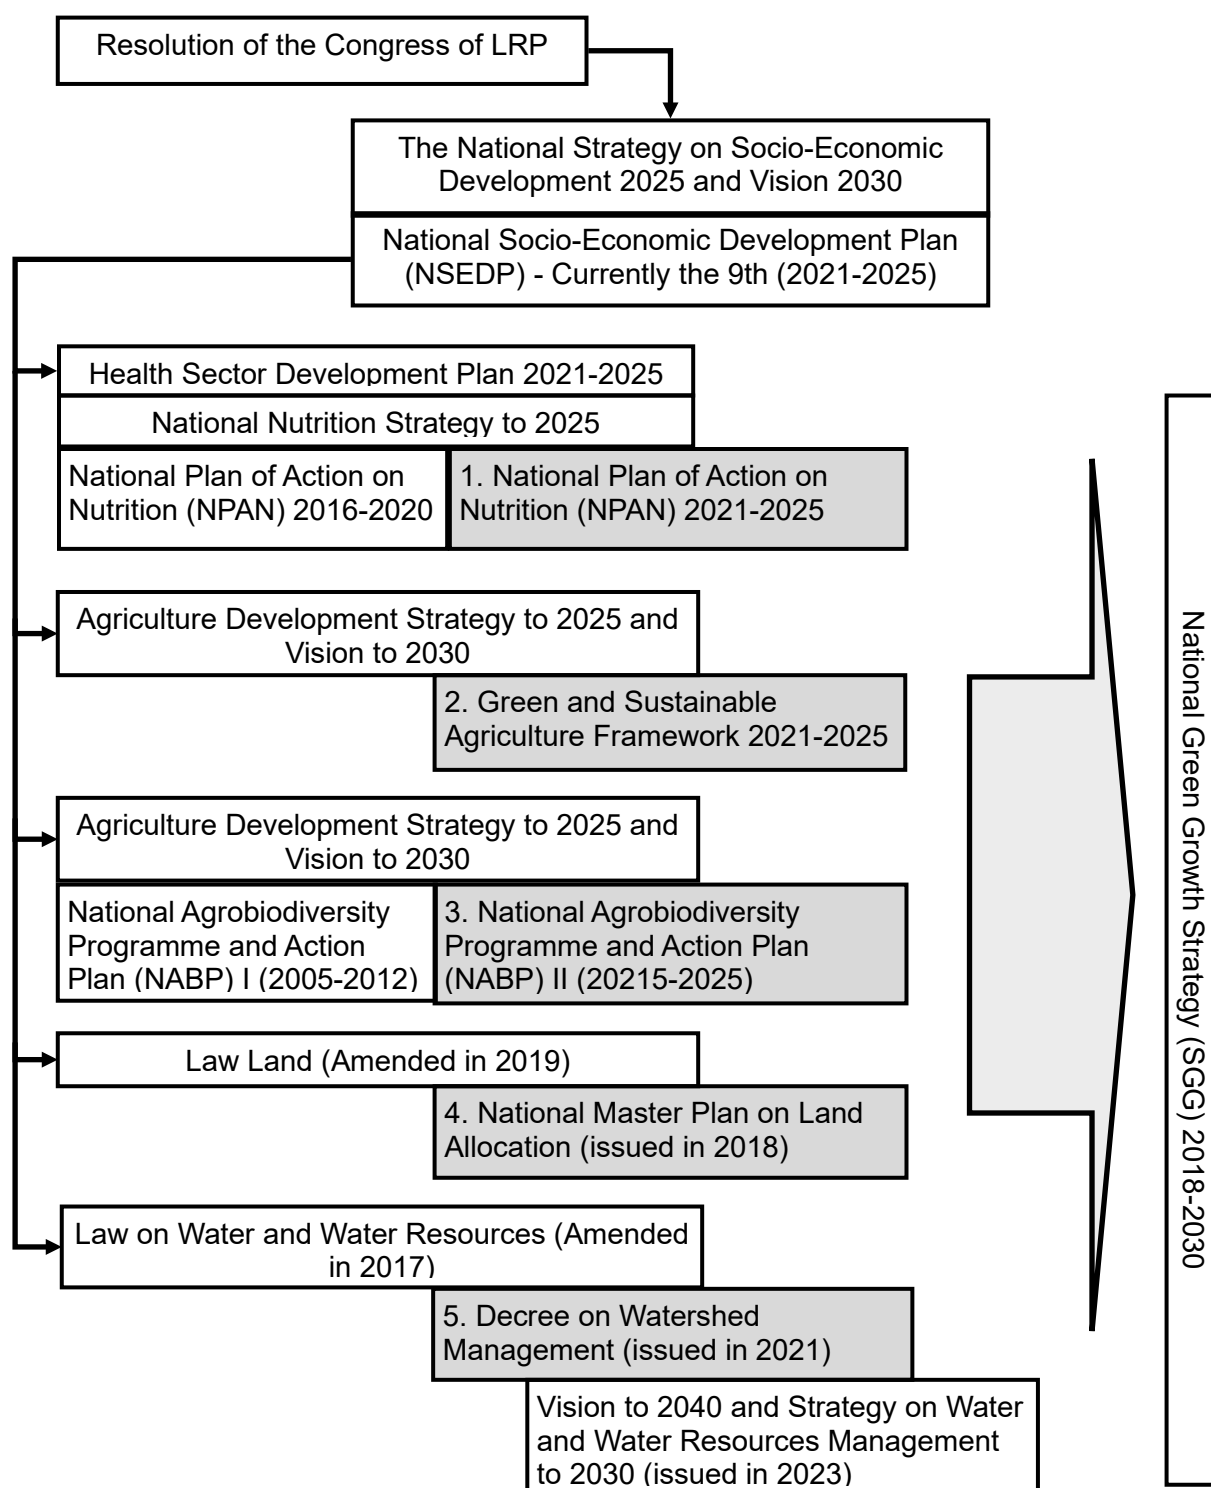 Resolution of the Congress of LRP
The National Strategy on Socio-Economic
Development 2025 and Vision 2030
National Socio-Economic Development Plan
(NSEDP) - Currently the 9th (2021-2025)
Health Sector Development Plan 2021-2025
National Nutrition Strategy to 2025
National Plan of Action on
Nutrition (NPAN) 2016-2020
1. National Plan of Action on
Nutrition (NPAN) 2021-2025
Agriculture Development Strategy to 2025 and
Vision to 2030
2. Green and Sustainable
Agriculture Framework 2021-2025
Agriculture Development Strategy to 2025 and
Vision to 2030
National Agrobiodiversity
Programme and Action
Plan (NABP) I (2005-2012)
3. National Agrobiodiversity
Programme and Action Plan
(NABP) II (20215-2025)
Law Land (Amended in 2019)
4. National Master Plan on Land
Allocation (issued in 2018)
Law on Water and Water Resources (Amended
in 2017)
5. Decree on Watershed
Management (issued in 2021)
Vision to 2040 and Strategy on Water
and Water Resources Management
to 2030 (issued in 2023)
National Green Growth Strategy (SGG) 2018-2030